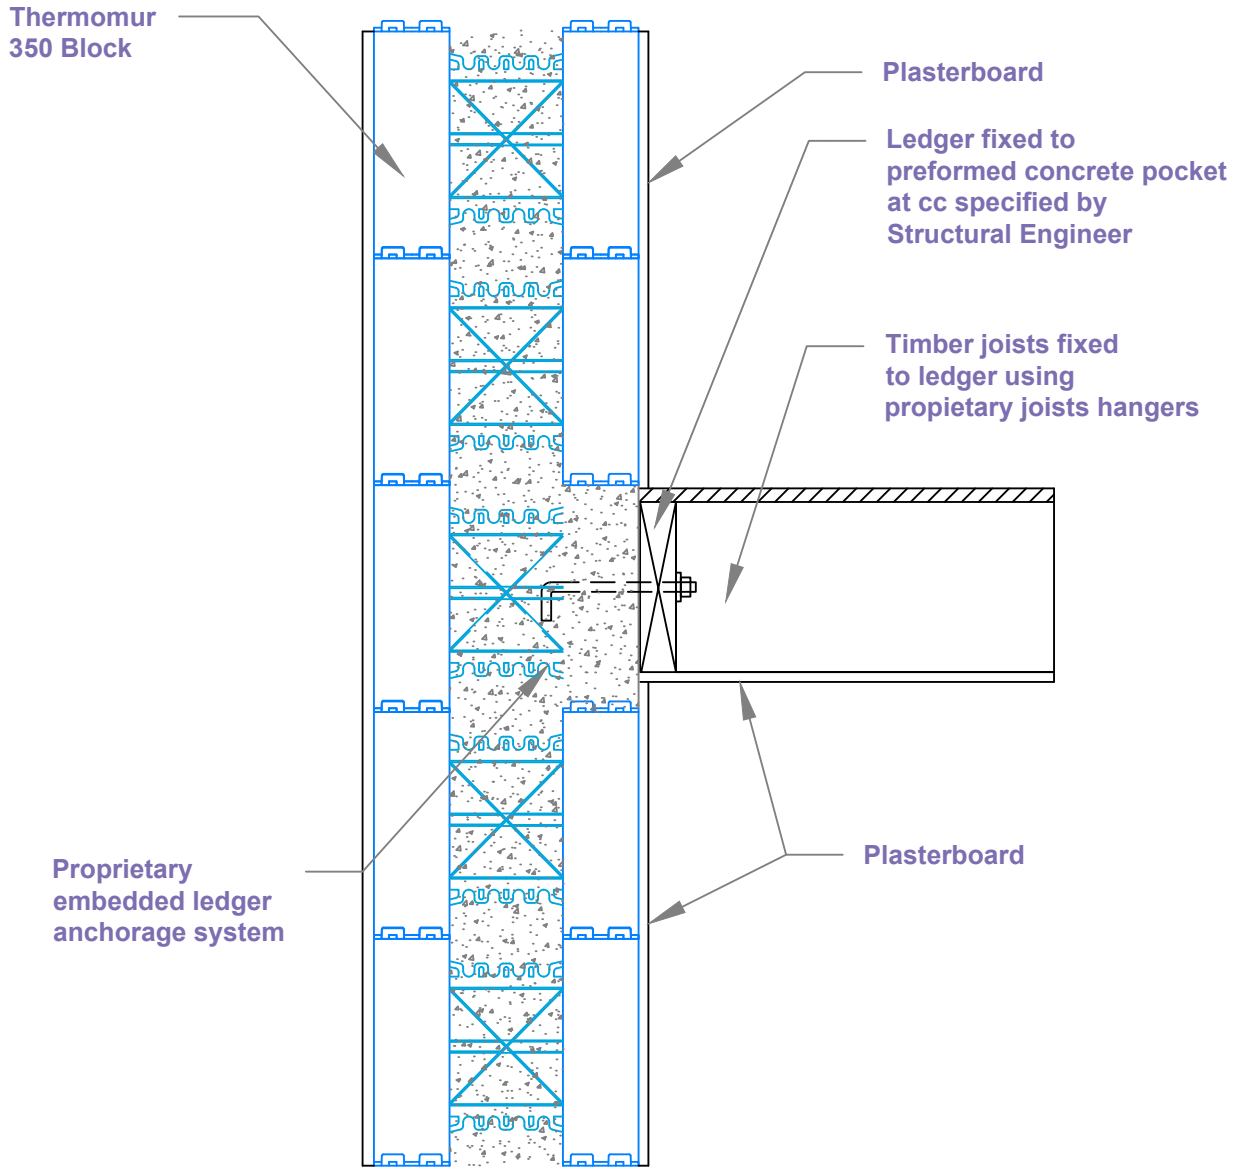 Thermomur
350 Block
Plasterboard
Ledger fixed to
preformed concrete pocket
at cc specified by
Structural Engineer
Timber joists fixed
to ledger using
propietary joists hangers
Proprietary
embedded ledger
anchorage system
Plasterboard